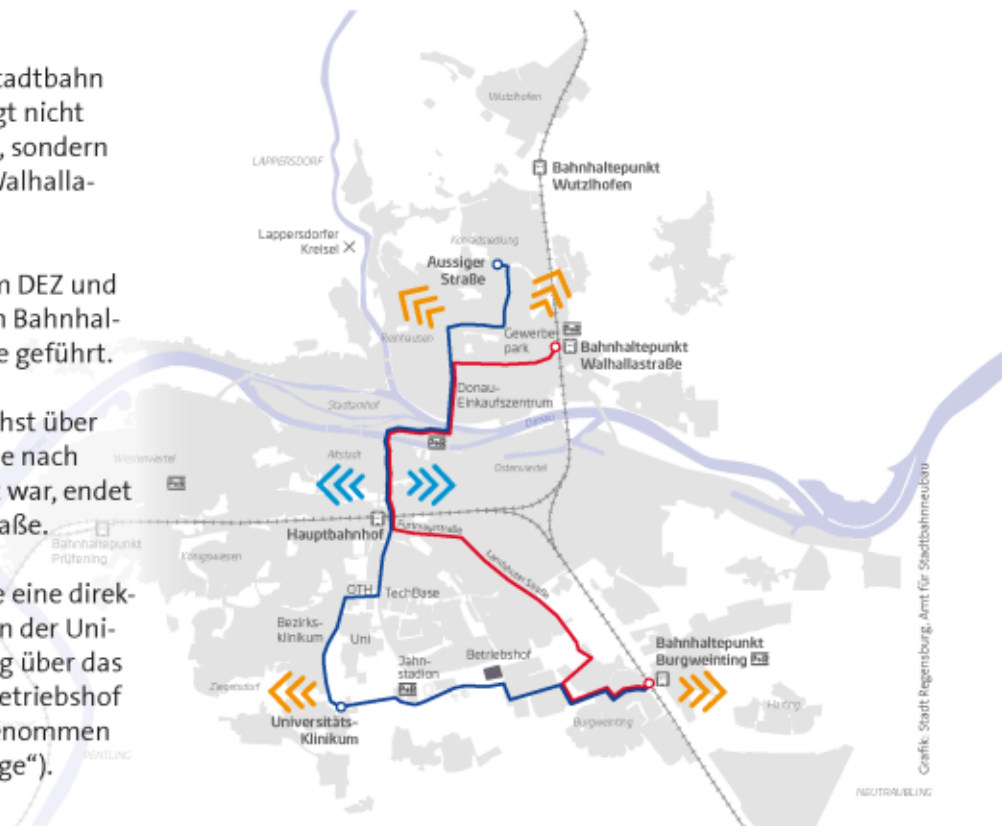 tadtbahn
gt nicht
, sondern
Walhalla-
m DEZ und
n Bahnhal-
e geführt.
hst über
e nach
t war, endet
aße.
e eine direk-
n der Uni-
g über das
etriebshof
enommen
ge“).
Wutzlhofen
LAPPERSDORF
Bahnhaltepunkt
Wutzlhofen
Lappersdorfer
Kreisel
Konradsiedlung
Aussiger
Straße
Reinhausen
Gewerbe-
park
P+R
Bahnhaltepunkt
Walhallastraße
Donau-
Einkaufszentrum
Stadtamhof
Donau
P+R
Westenviertel
Altstadt
Ostenviertel
P+R
Hauptbahnhof
Furtmayrstraße
Bahnhaltepunkt
Prüfening
Königswiesen
Landshuter Straße
OTH
TechBase
Bezirks-
klinikum
Uni
Jahn-
stadion
P+R
Betriebshof
Bahnhaltepunkt
Burgweinting P+R
Ziegetsdorf
Universitäts-
Klinikum
Burgweinting
Harting
PENTLING
NEUTRAUBLING
Grafik: Stadt Regensburg, Amt für Stadtbahnneubau